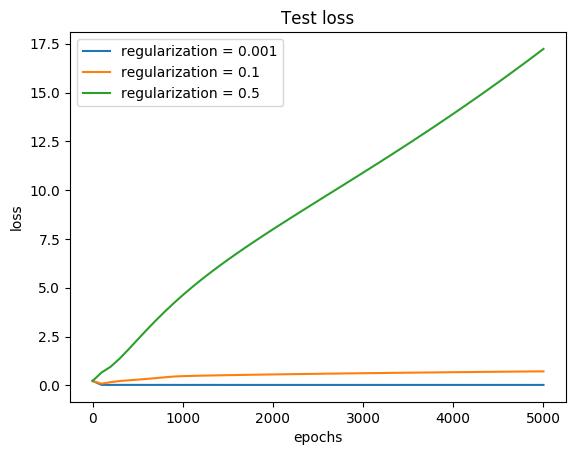 Test loss
regularization = 0.001
regularization = 0.1
regularization = 0.5
17.5
15.0
12.5
10.0
7.5
5.0
2.5
0.0
loss
0 1000 2000 3000 4000 5000
epochs